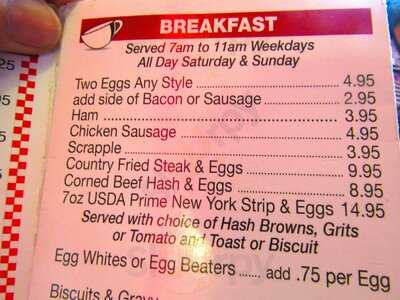 BREAKFAST
Served 7am to 11am Weekdays
All Day Saturday & Sunday
Two Eggs Any Style ........ 4.95
add side of Bacon or Sausage ........ 2.95
Ham ........ 3.95
Chicken Sausage ........ 4.95
Scrapple ........ 3.95
Country Fried Steak & Eggs ........ 9.95
Corned Beef Hash & Eggs ........ 8.95
7oz USDA Prime New York Strip & Eggs 14.95
Served with choice of Hash Browns, Grits
or Tomato and Toast or Biscuit
Egg Whites or Egg Beaters ...... add .75 per Egg
Biscuits & Gravy